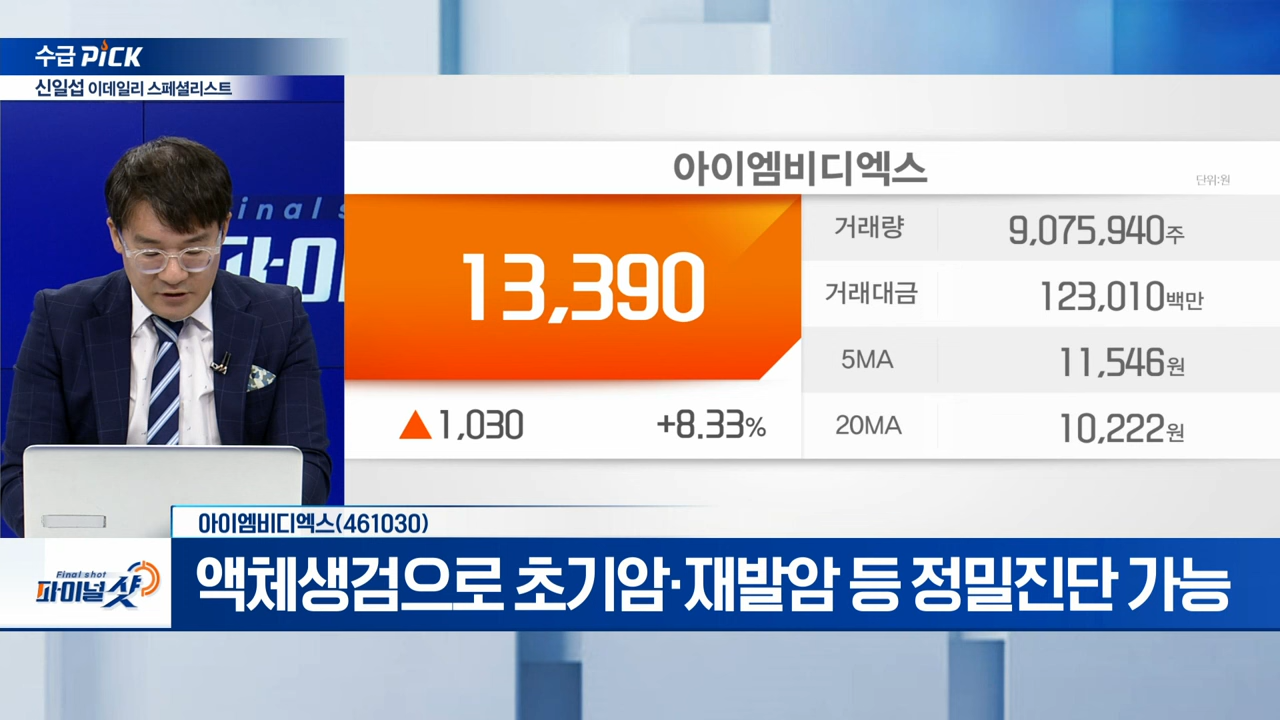 수급 PiCK
신일섭 이데일리 스페셜리스트
inal s
파이
아이엠비디엑스
단위:원
13,390
▲1,030 +8.33%
거래량 9,075,940주
거래대금 123,010백만
5MA 11,546원
20MA 10,222원
아이엠비디엑스(461030)
Final shot
파이널샷
액체생검으로 초기암·재발암 등 정밀진단 가능